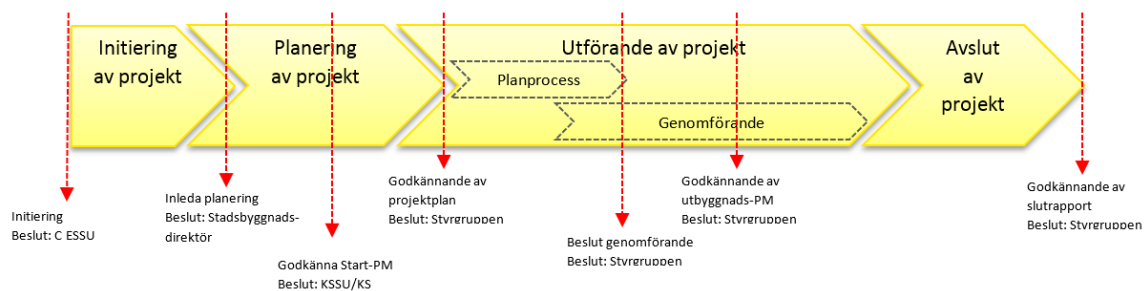 Initiering
av projekt
Planering
av projekt
Utförande av projekt
Planprocess
Genomförande
Avslut
av
projekt
Initiering
Beslut: C ESSU
Inleda planering
Beslut: Stadsbyggnads-
direktör
Godkänna Start-PM
Beslut: KSSU/KS
Godkännande av
projektplan
Beslut: Styrgruppen
Beslut genomförande
Beslut: Styrgruppen
Godkännande av
utbyggnads-PM
Beslut: Styrgruppen
Godkännande av
slutrapport
Beslut: Styrgruppen